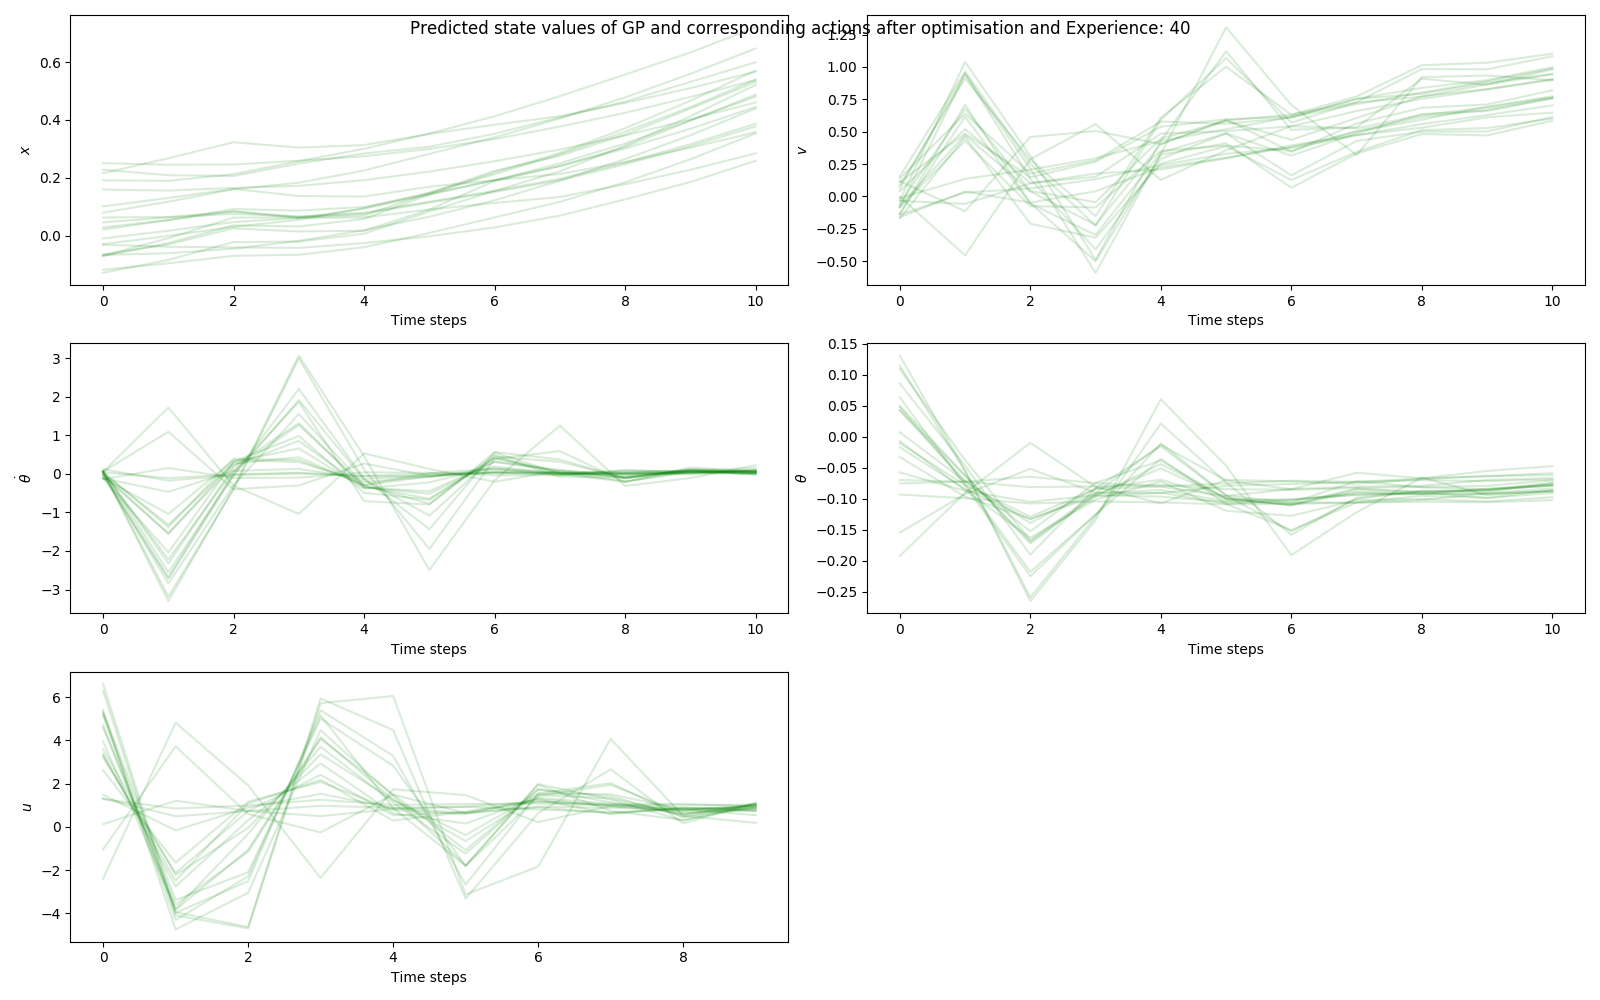 Predicted state values of GP and corresponding actions after optimisation and Experience: 40
0.6
0.4
0.2
0.0
x
0 2 4 6 8 10
Time steps
1.25
1.00
0.75
0.50
0.25
0.00
−0.25
−0.50
v
0 2 4 6 8 10
Time steps
3
2
1
0
−1
−2
−3
θ̇
0 2 4 6 8 10
Time steps
0.15
0.10
0.05
0.00
−0.05
−0.10
−0.15
−0.20
−0.25
θ
0 2 4 6 8 10
Time steps
6
4
2
0
−2
−4
u
0 2 4 6 8
Time steps